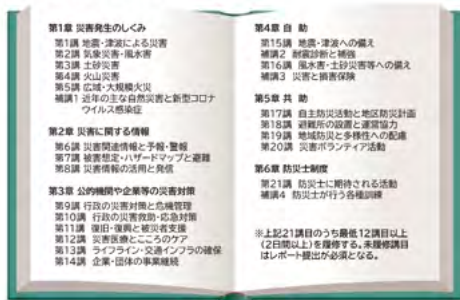 第1章 災害発生のしくみ
第1講 地震・津波による災害
第2講 気象災害・風水害
第3講 土砂災害
第4講 火山災害
第5講 広域・大規模火災
補講1 近年の主な自然災害と新型コロナ
ウイルス感染症
第2章 災害に関する情報
第6講 災害関連情報と予報・警報
第7講 被害想定・ハザードマップと避難
第8講 災害情報の活用と発信
第3章 公的機関や企業等の災害対策
第9講 行政の災害対策と危機管理
第10講 行政の災害救助・応急対策
第11講 復旧・復興と被災者支援
第12講 災害医療とこころのケア
第13講 ライフライン・交通インフラの確保
第14講 企業・団体の事業継続
第4章 自 助
第15講 地震・津波への備え
補講2 耐震診断と補強
第16講 風水害・土砂災害等への備え
補講3 災害と損害保険
第5章 共 助
第17講 自主防災活動と地区防災計画
第18講 避難所の設置と運営協力
第19講 地域防災と多様性への配慮
第20講 災害ボランティア活動
第6章 防災士制度
第21講 防災士に期待される活動
補講4 防災士が行う各種訓練
※上記21講目のうち最低12講目以上
(2日間以上)を履修する。未履修講目
はレポート提出が必須となる。